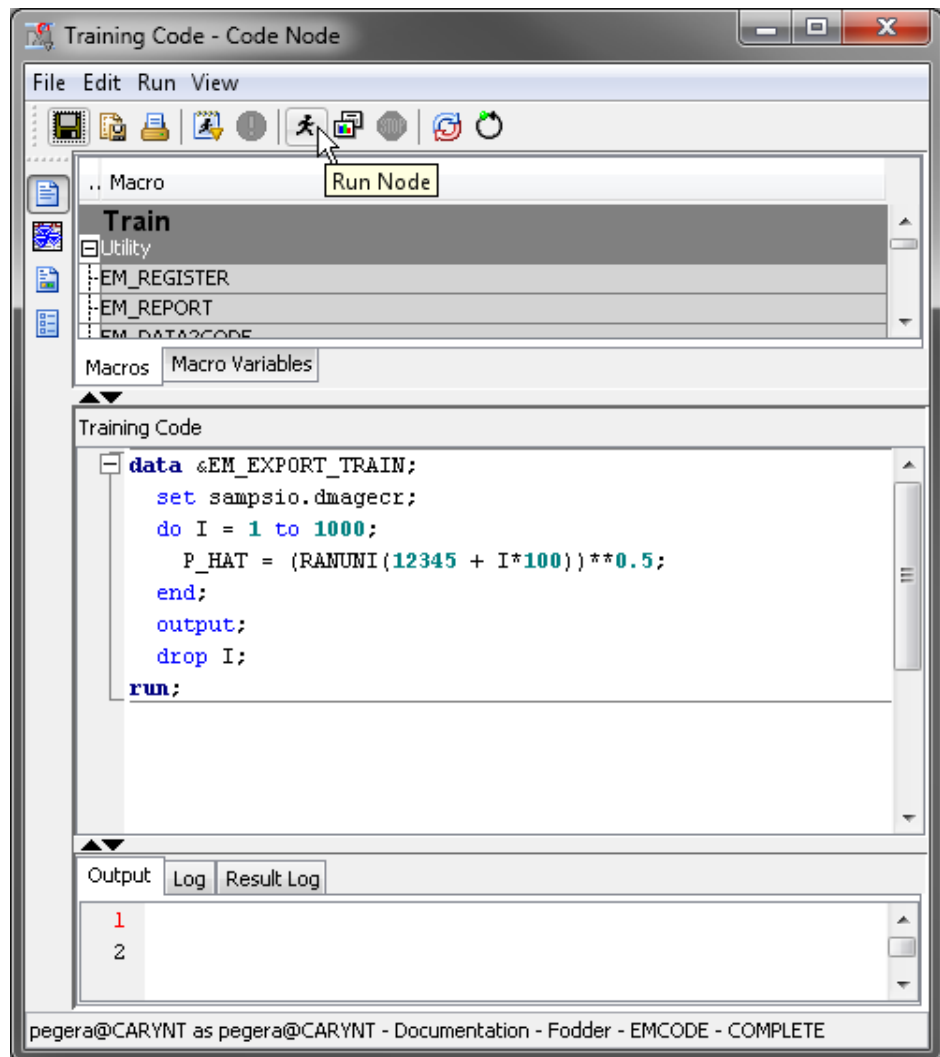 Training Code - Code Node
File Edit Run View
STOP
Run Node
.. Macro
Train
Utility
EM_REGISTER
EM_REPORT
EM_DATA2CODE
Macros Macro Variables
Training Code
data &EM_EXPORT_TRAIN;
set sampsio.dmagecr;
do I = 1 to 1000;
P_HAT = (RANUNI(12345 + I*100))**0.5;
end;
output;
drop I;
run;
Output Log Result Log
1
2
pegera@CARYNT as pegera@CARYNT - Documentation - Fodder - EMCODE - COMPLETE